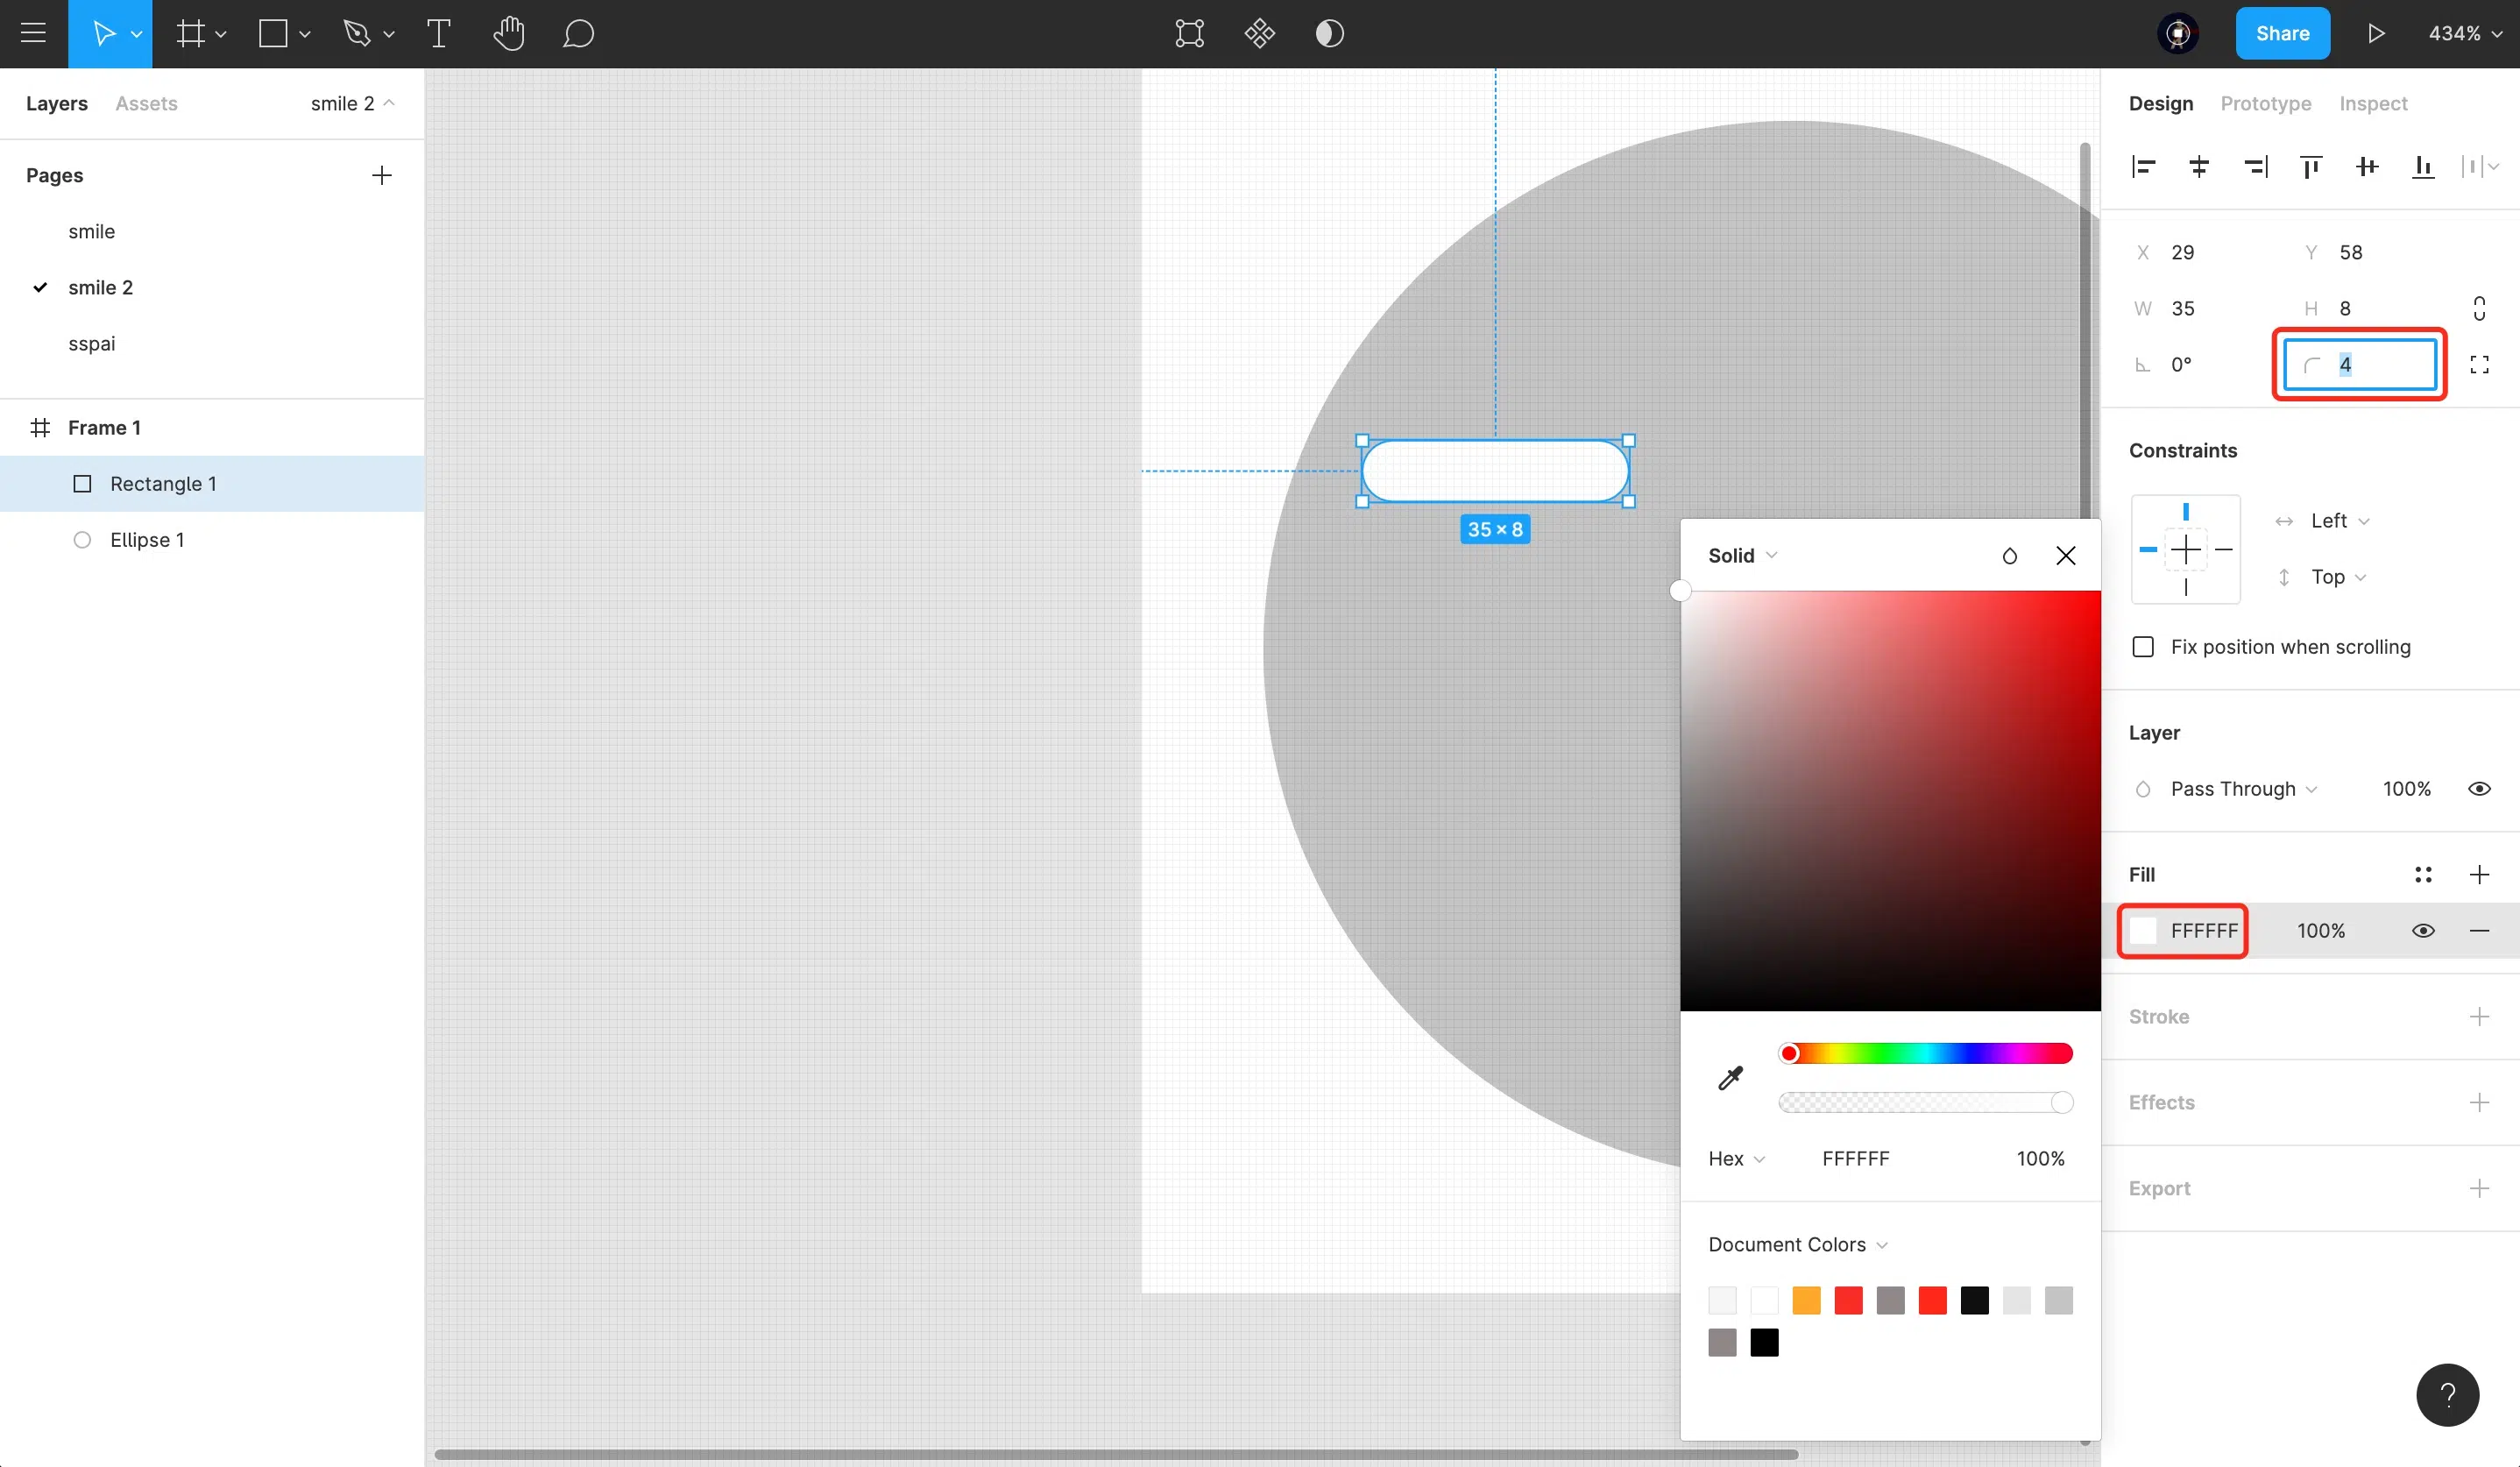 Share
434%
Layers
Assets
smile 2
Pages
smile
smile 2
sspai
Frame 1
Rectangle 1
Ellipse 1
35 × 8
Solid
Hex
FFFFFF
100%
Document Colors
Design
Prototype
Inspect
X 29
Y 58
W 35
H 8
0°
4
Constraints
Left
Top
Fix position when scrolling
Layer
Pass Through
100%
Fill
FFFFFF
100%
Stroke
Effects
Export
?